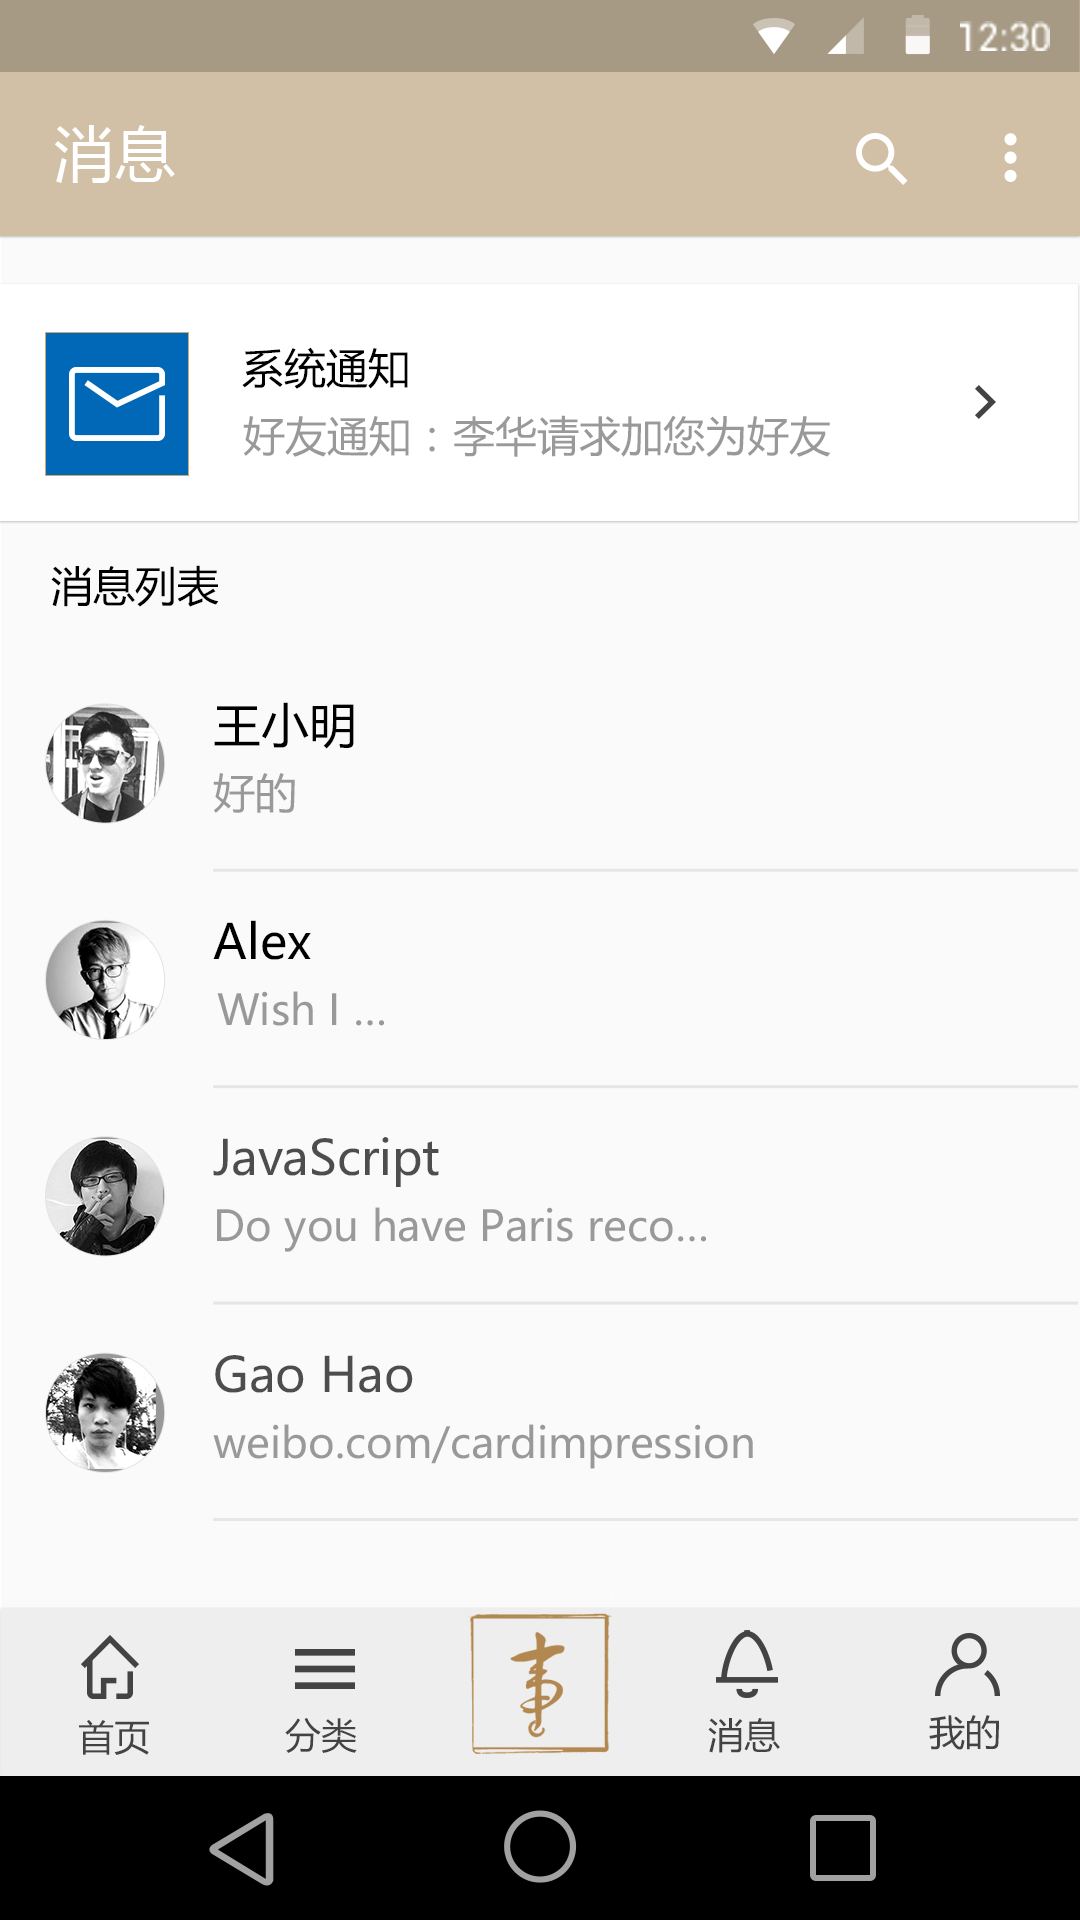 12:30
消息
系统通知
好友通知：李华请求加您为好友
消息列表
王小明
好的
Alex
Wish I ...
JavaScript
Do you have Paris reco...
Gao Hao
weibo.com/cardimpression
事
首页
分类
消息
我的